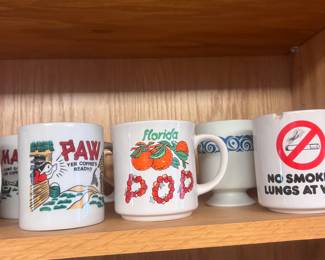 MA
PAW
YER COFFEE'S
READY!
florida
POP
NO SMOK
LUNGS AT